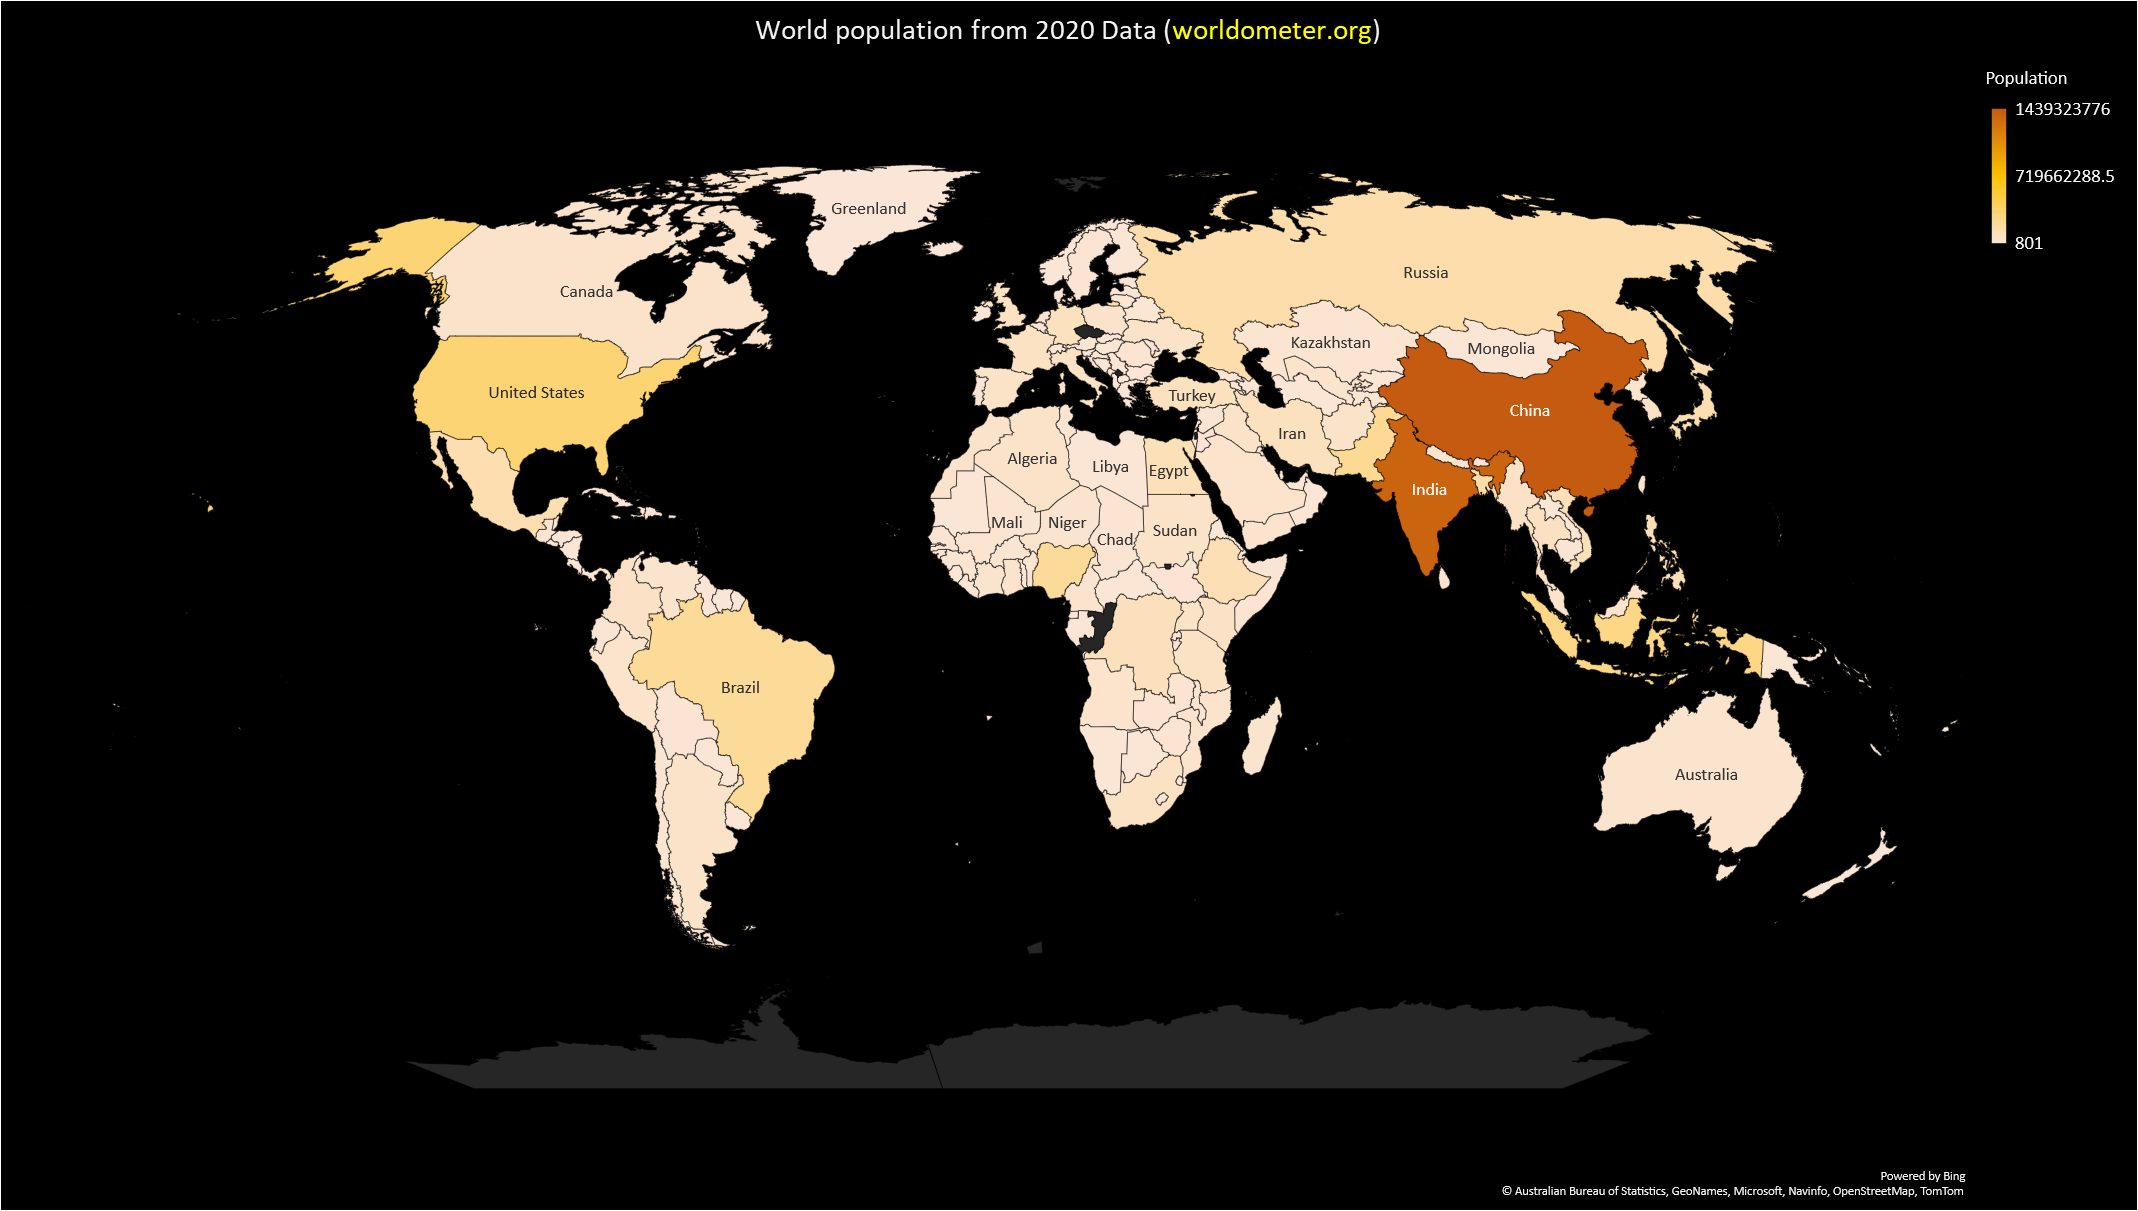 World population from 2020 Data (worldometer.org)
Population
1439323776
719662288.5
801
Greenland
Russia
Canada
Kazakhstan
Mongolia
United States
Turkey
China
Iran
Algeria
Libya
Egypt
India
Mali
Niger
Chad
Sudan
Brazil
Australia
Powered by Bing
© Australian Bureau of Statistics, GeoNames, Microsoft, Navinfo, OpenStreetMap, TomTom